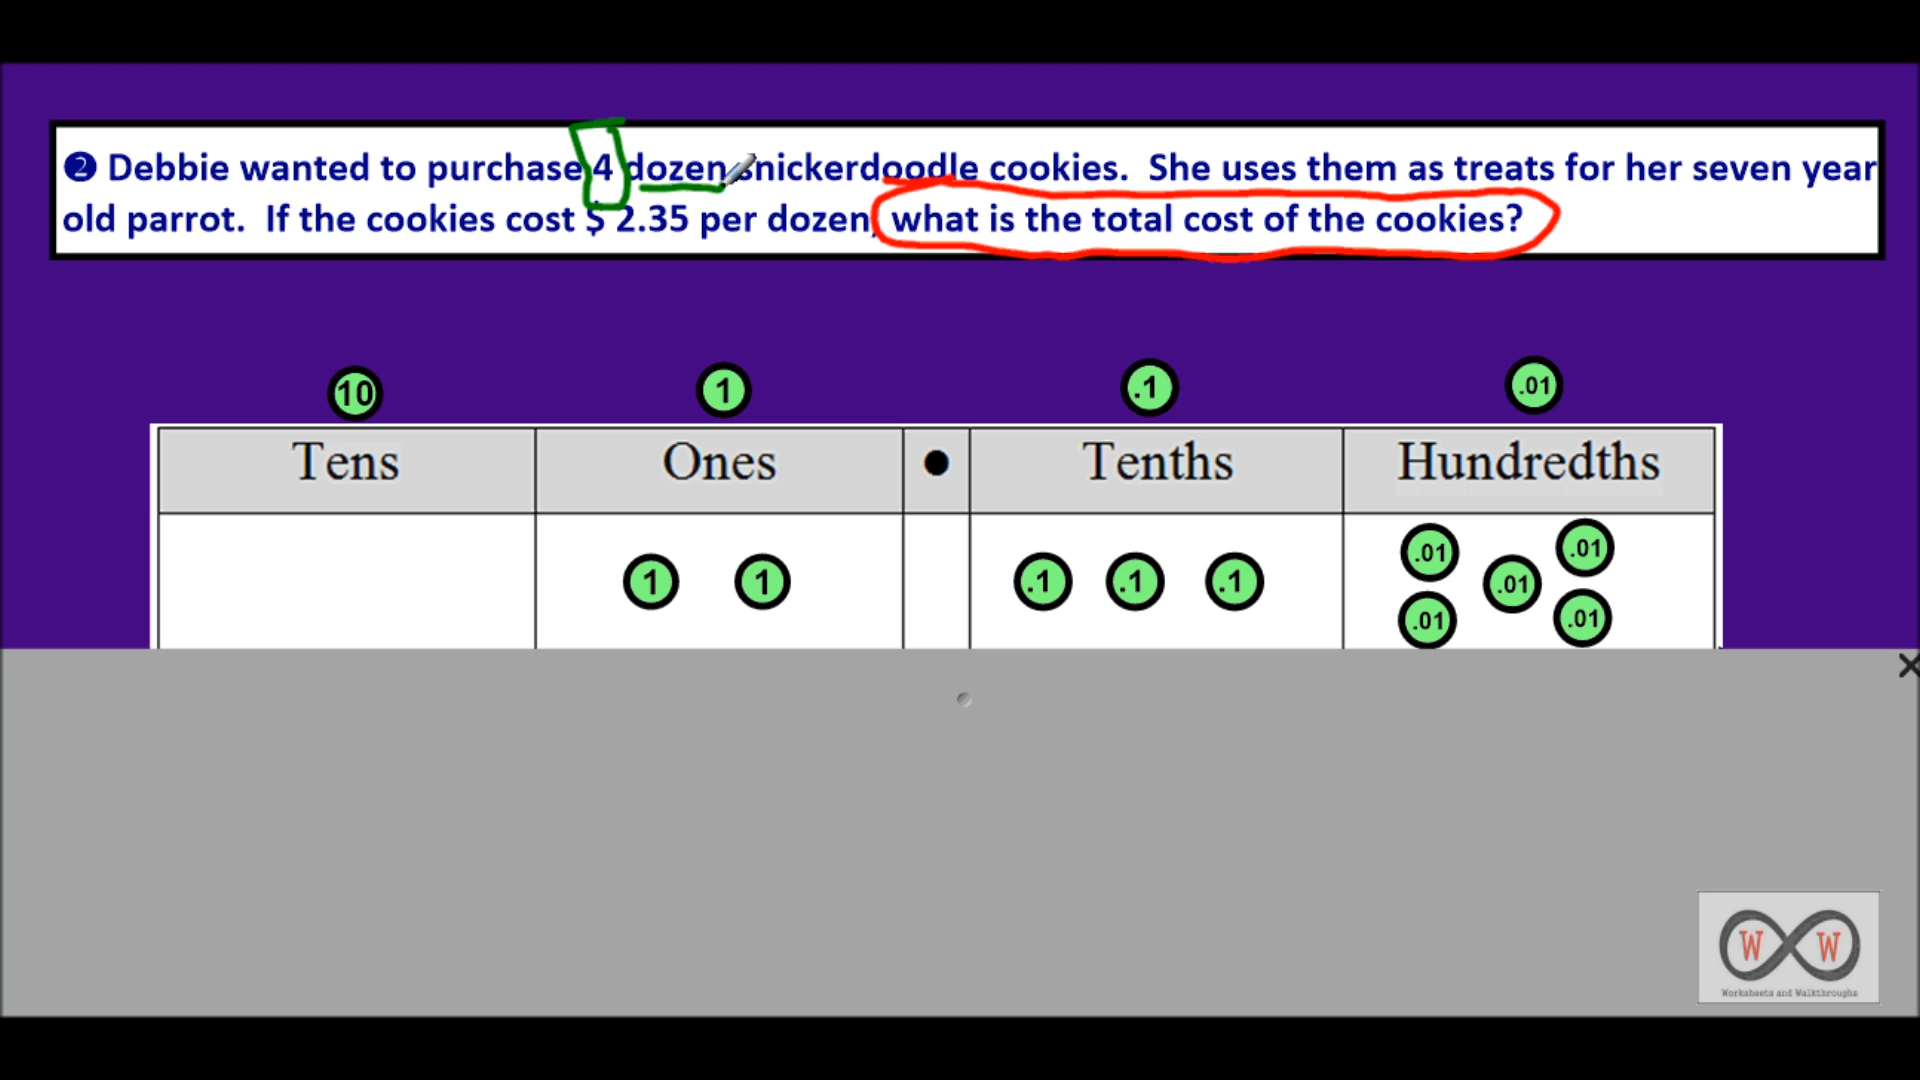 ❷ Debbie wanted to purchase 4 dozen snickerdoodle cookies. She uses them as treats for her seven year
old parrot. If the cookies cost $ 2.35 per dozen, what is the total cost of the cookies?
10 1 .1 .01
Tens Ones • Tenths Hundredths
.01 .01
1 1 .1 .1 .1 .01
.01 .01
W W
Worksheets and Walkthroughs